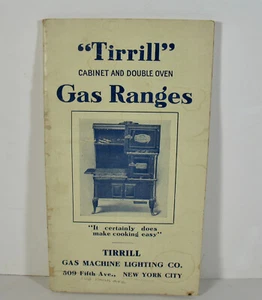 "Tirrill"
CABINET AND DOUBLE OVEN
Gas Ranges
"It certainly does
make cooking easy"
TIRRILL
GAS MACHINE LIGHTING CO.
509 Fifth Ave., NEW YORK CITY